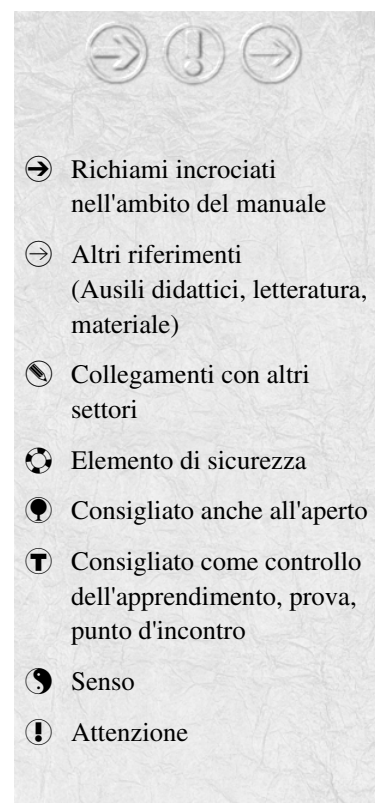 Richiami incrociati
nell'ambito del manuale
Altri riferimenti
(Ausili didattici, letteratura,
materiale)
Collegamenti con altri
settori
Elemento di sicurezza
Consigliato anche all'aperto
T Consigliato come controllo
dell'apprendimento, prova,
punto d'incontro
Senso
! Attenzione